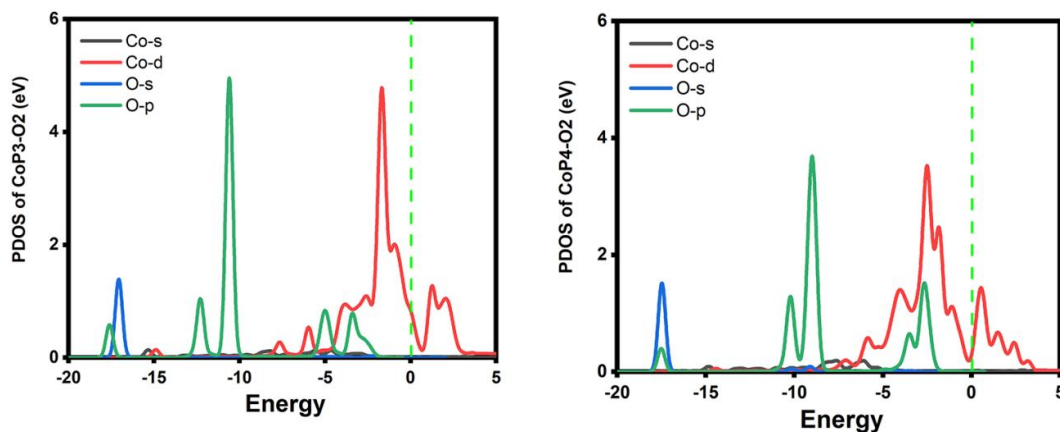 PDOS of CoP3-O2 (eV)
6
4
2
0
Co-s
Co-d
O-s
O-p
-20 -15 -10 -5 0 5
Energy
PDOS of CoP4-O2 (eV)
6
4
2
0
Co-s
Co-d
O-s
O-p
-20 -15 -10 -5 0 5
Energy